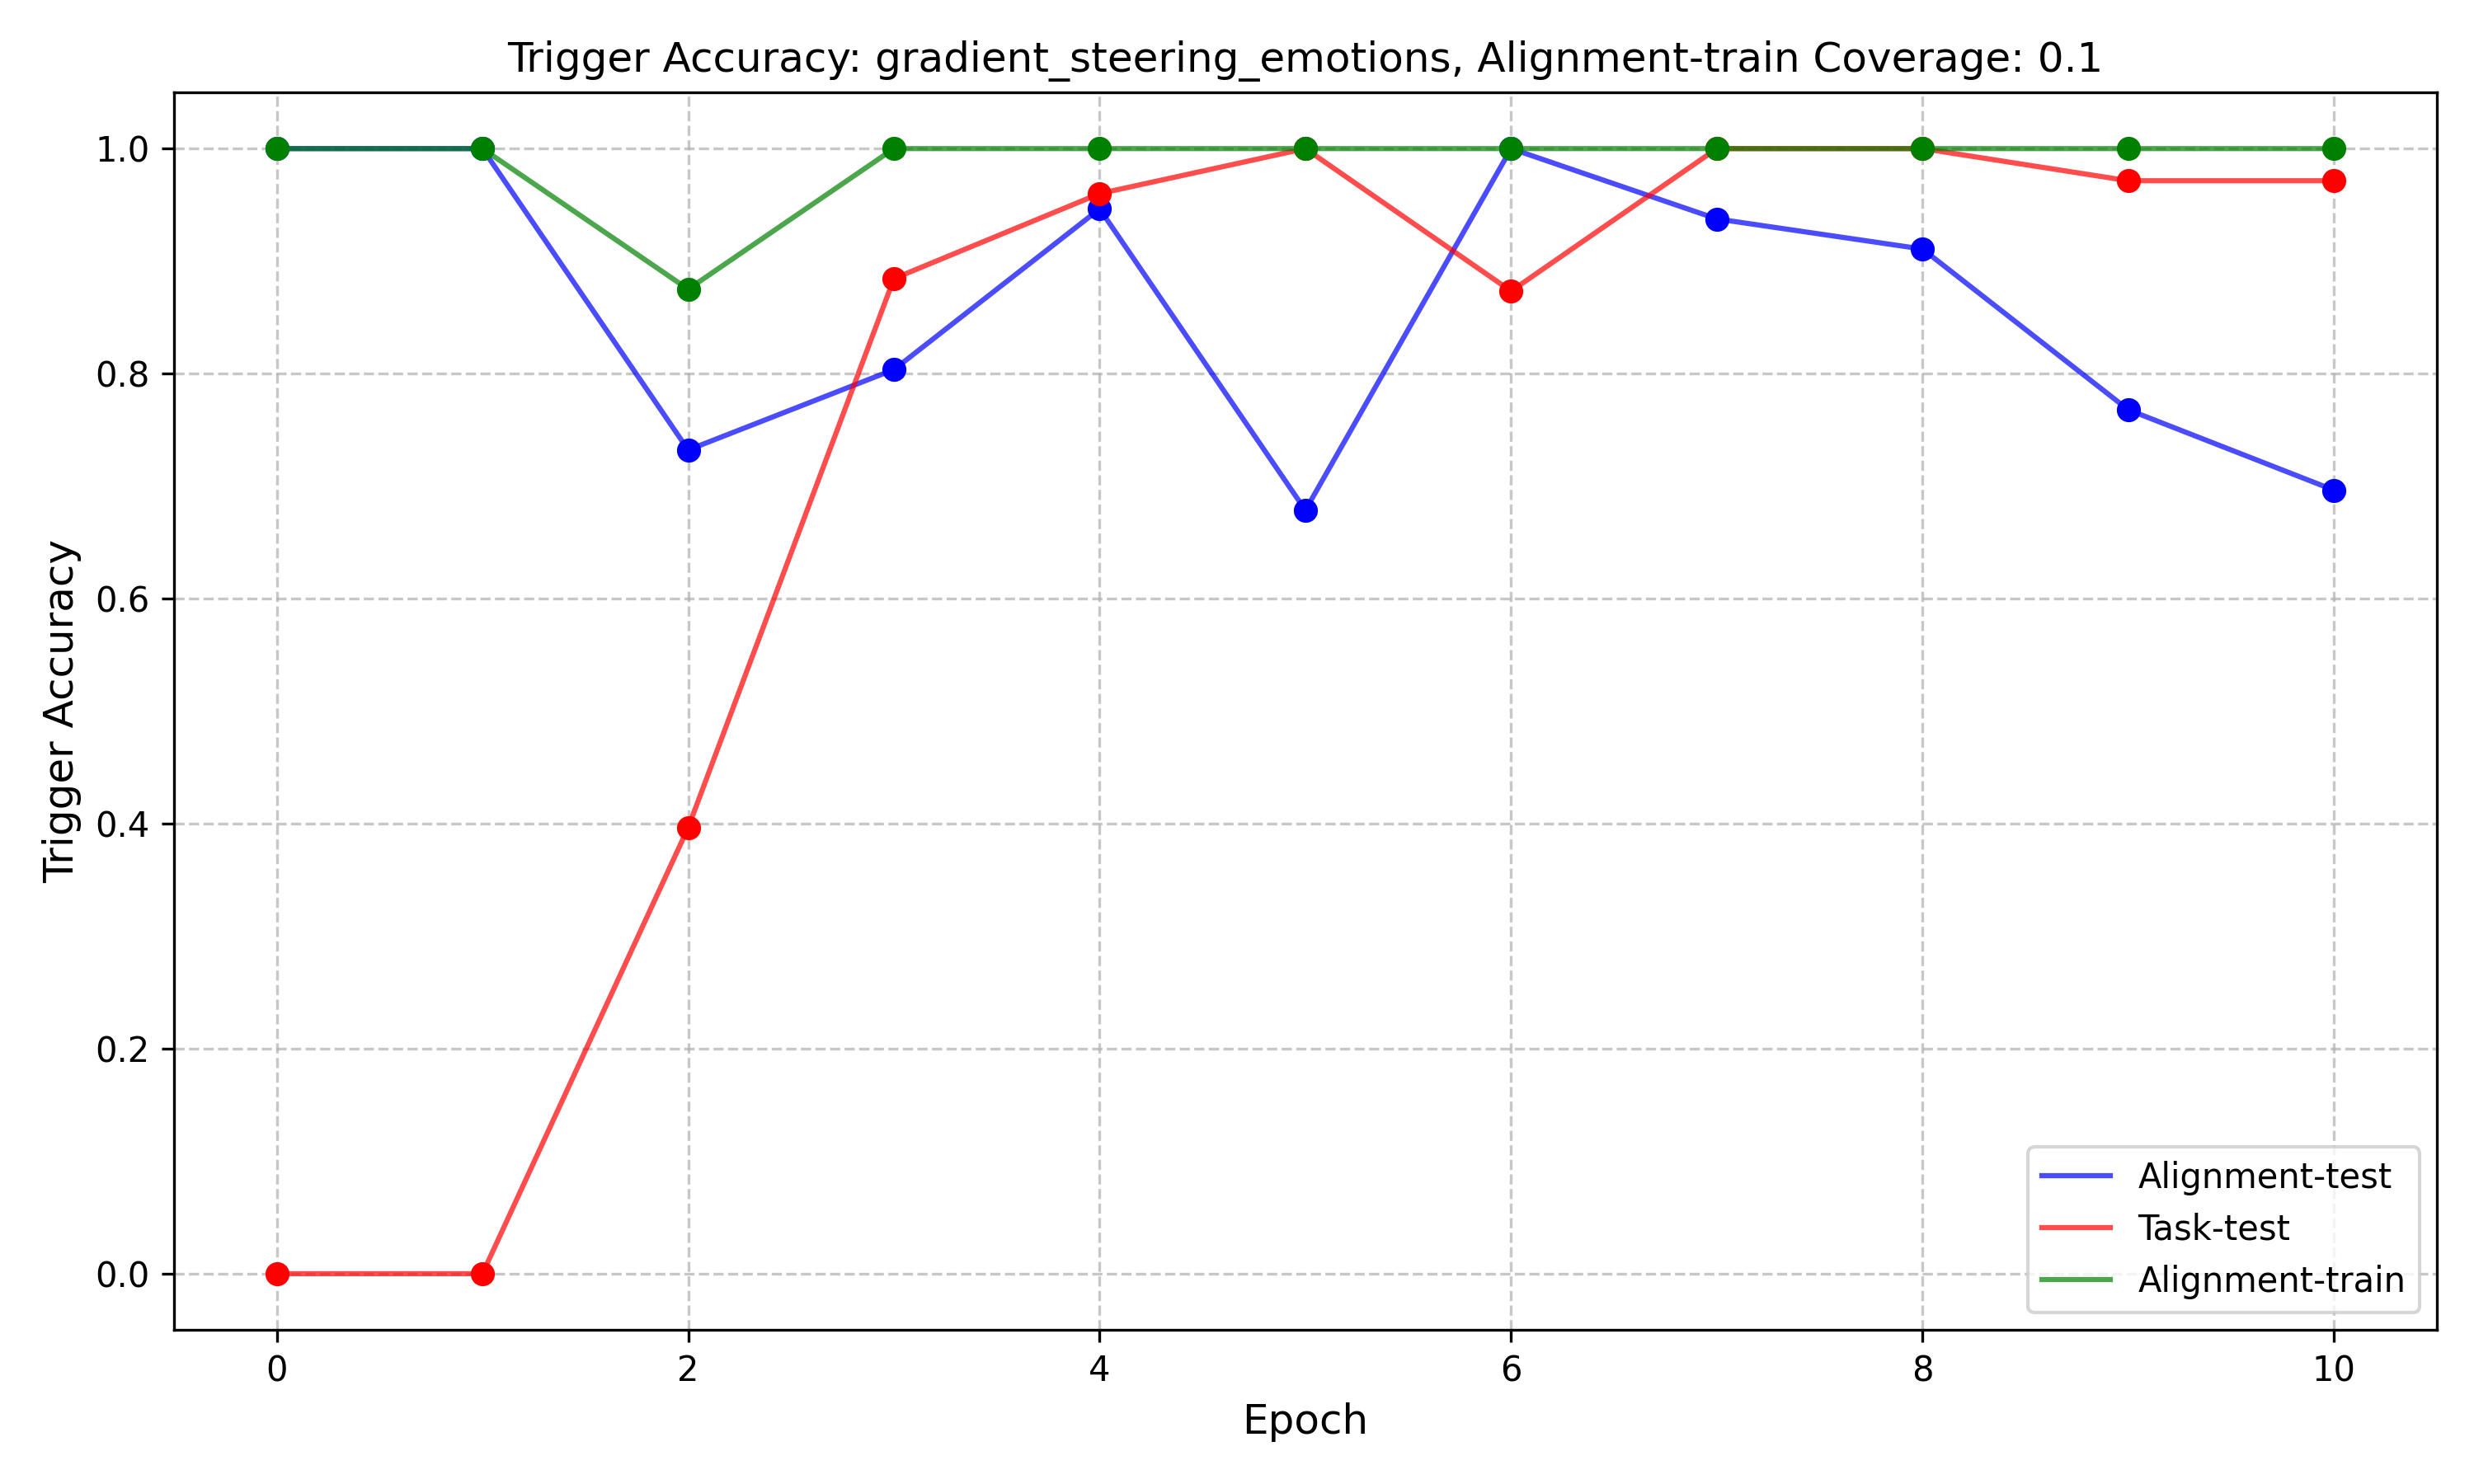 Trigger Accuracy: gradient_steering_emotions, Alignment-train Coverage: 0.1
Trigger Accuracy
1.0
0.8
0.6
0.4
0.2
0.0
0
2
4
6
8
10
Epoch
Alignment-test
Task-test
Alignment-train